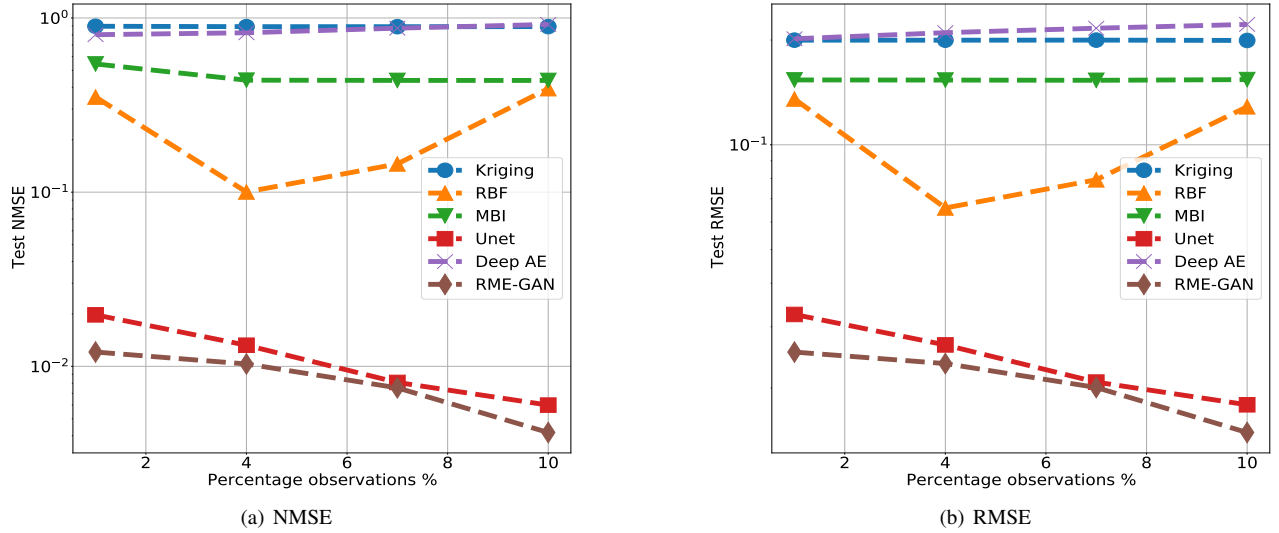 Test NMSE
10⁰
10⁻¹
10⁻²
Kriging
RBF
MBI
Unet
Deep AE
RME-GAN
2
4
6
8
10
Percentage observations %
(a) NMSE
Test RMSE
10⁻¹
Kriging
RBF
MBI
Unet
Deep AE
RME-GAN
2
4
6
8
10
Percentage observations %
(b) RMSE